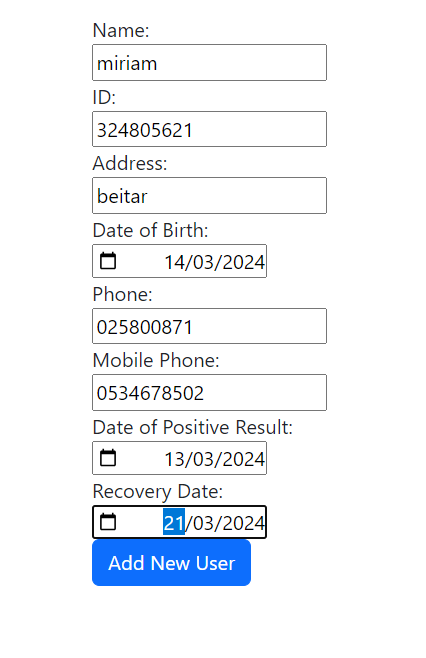 Name:
miriam
ID:
324805621
Address:
beitar
Date of Birth:
14/03/2024
Phone:
025800871
Mobile Phone:
0534678502
Date of Positive Result:
13/03/2024
Recovery Date:
21/03/2024
Add New User